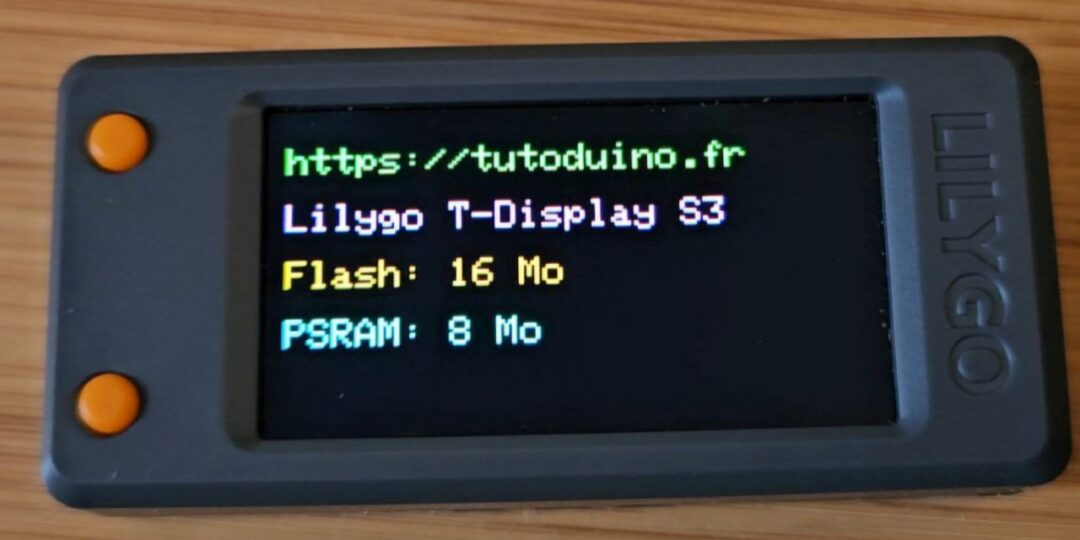 https://tutoduino.fr
Lilygo T-Display S3
Flash: 16 Mo
PSRAM: 8 Mo
LILYGO